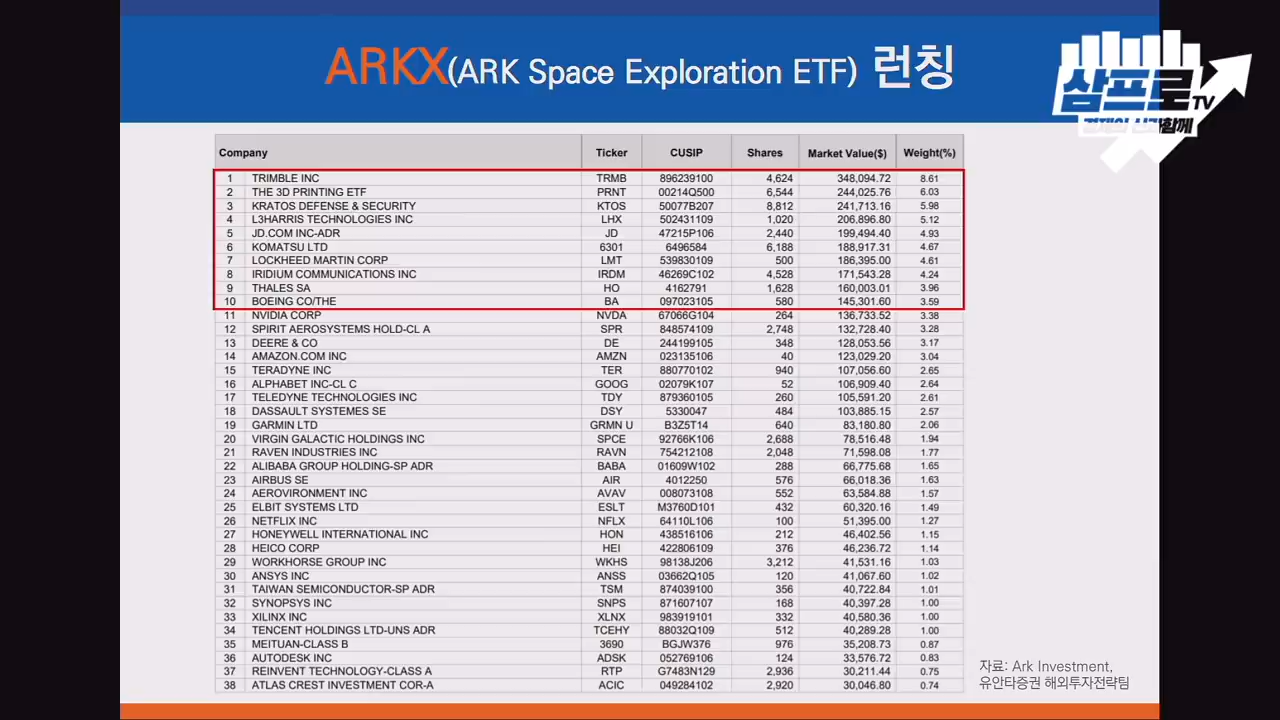 ARKX(ARK Space Exploration ETF) 런칭
삼프로TV
경제의 신과함께
Company Ticker CUSIP Shares Market Value($) Weight(%)
1 TRIMBLE INC TRMB 896239100 4,624 348,094.72 8.61
2 THE 3D PRINTING ETF PRNT 00214Q500 6,544 244,025.76 6.03
3 KRATOS DEFENSE & SECURITY KTOS 50077B207 8,812 241,713.16 5.98
4 L3HARRIS TECHNOLOGIES INC LHX 502431109 1,020 206,896.80 5.12
5 JD.COM INC-ADR JD 47215P106 2,440 199,494.40 4.93
6 KOMATSU LTD 6301 6496584 6,188 188,917.31 4.67
7 LOCKHEED MARTIN CORP LMT 539830109 500 186,395.00 4.61
8 IRIDIUM COMMUNICATIONS INC IRDM 46269C102 4,528 171,543.28 4.24
9 THALES SA HO 4162791 1,628 160,003.01 3.96
10 BOEING CO/THE BA 097023105 580 145,301.60 3.59
11 NVIDIA CORP NVDA 67066G104 264 136,733.52 3.38
12 SPIRIT AEROSYSTEMS HOLD-CL A SPR 848574109 2,748 132,728.40 3.28
13 DEERE & CO DE 244199105 348 128,053.56 3.17
14 AMAZON.COM INC AMZN 023135106 40 123,029.20 3.04
15 TERADYNE INC TER 880770102 940 107,056.60 2.65
16 ALPHABET INC-CL C GOOG 02079K107 52 106,909.40 2.64
17 TELEDYNE TECHNOLOGIES INC TDY 879360105 260 105,591.20 2.61
18 DASSAULT SYSTEMES SE DSY 5330047 484 103,885.15 2.57
19 GARMIN LTD GRMN U B3Z5T14 640 83,180.80 2.06
20 VIRGIN GALACTIC HOLDINGS INC SPCE 92766K106 2,688 78,516.48 1.94
21 RAVEN INDUSTRIES INC RAVN 754212108 2,048 71,598.08 1.77
22 ALIBABA GROUP HOLDING-SP ADR BABA 01609W102 288 66,775.68 1.65
23 AIRBUS SE AIR 4012250 576 66,018.36 1.63
24 AEROVIRONMENT INC AVAV 008073108 552 63,584.88 1.57
25 ELBIT SYSTEMS LTD ESLT M3760D101 432 60,320.16 1.49
26 NETFLIX INC NFLX 64110L106 100 51,395.00 1.27
27 HONEYWELL INTERNATIONAL INC HON 438516106 212 46,402.56 1.15
28 HEICO CORP HEI 422806109 376 46,236.72 1.14
29 WORKHORSE GROUP INC WKHS 98138J206 3,212 41,531.16 1.03
30 ANSYS INC ANSS 03662Q105 120 41,067.60 1.02
31 TAIWAN SEMICONDUCTOR-SP ADR TSM 874039100 356 40,722.84 1.01
32 SYNOPSYS INC SNPS 871607107 168 40,397.28 1.00
33 XILINX INC XLNX 983919101 332 40,580.36 1.00
34 TENCENT HOLDINGS LTD-UNS ADR TCEHY 88032Q109 512 40,289.28 1.00
35 MEITUAN-CLASS B 3690 BGJW376 976 35,208.73 0.87
36 AUTODESK INC ADSK 052769106 124 33,576.72 0.83
37 REINVENT TECHNOLOGY-CLASS A RTP G7483N129 2,936 30,211.44 0.75
38 ATLAS CREST INVESTMENT COR-A ACIC 049284102 2,920 30,046.80 0.74
자료: Ark Investment,
유안타증권 해외투자전략팀